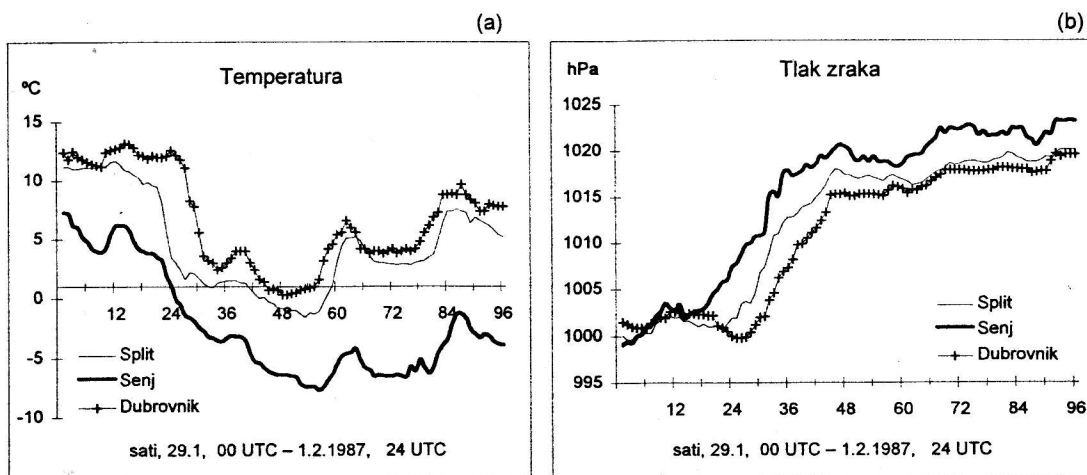 (a)
Temperatura
ºC
15
10
5
0
-5
-10
12 24 36 48 60 72 84 96
Split
Senj
Dubrovnik
sati, 29.1, 00 UTC – 1.2.1987, 24 UTC
(b)
Tlak zraka
hPa
1025
1020
1015
1010
1005
1000
995
12 24 36 48 60 72 84 96
Split
Senj
Dubrovnik
sati, 29.1, 00 UTC – 1.2.1987, 24 UTC